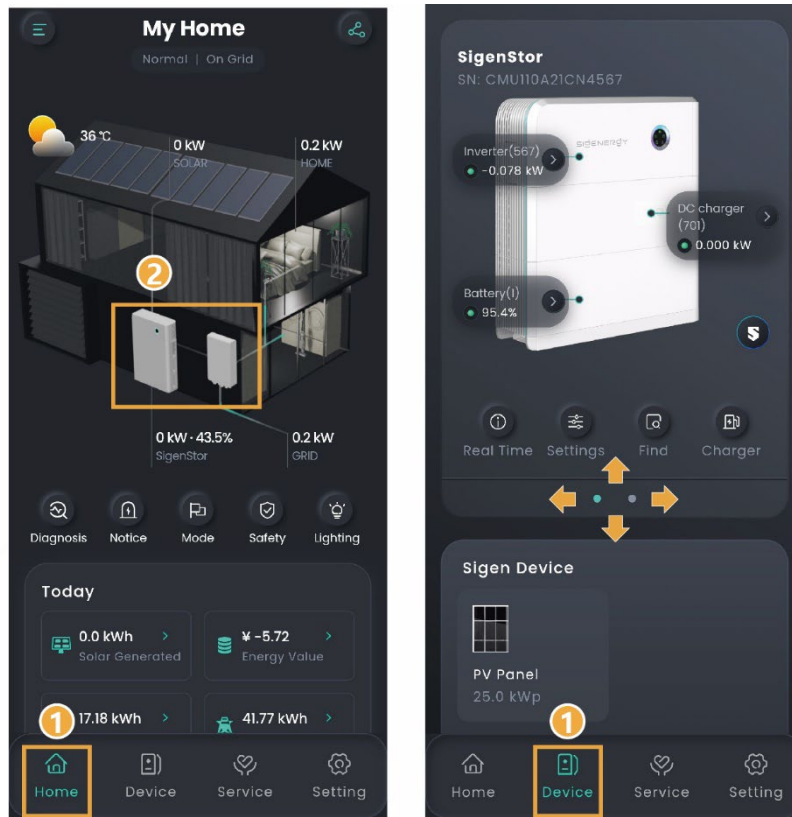 My Home
Normal | On Grid
36 ℃
0 kW
SOLAR
0.2 kW
HOME
2
0 kW · 43.5%
SigenStor
0.2 kW
GRID
Diagnosis
Notice
Mode
Safety
Lighting
Today
0.0 kWh
Solar Generated
¥ -5.72
Energy Value
17.18 kWh
41.77 kWh
1
Home
Device
Service
Setting
SigenStor
SN: CMU110A21CN4567
SIGENERGY
Inverter(567)
-0.078 kW
DC charger
(701)
0.000 kW
Battery(1)
95.4%
S
Real Time
Settings
Find
Charger
Sigen Device
PV Panel
25.0 kWp
1
Home
Device
Service
Setting